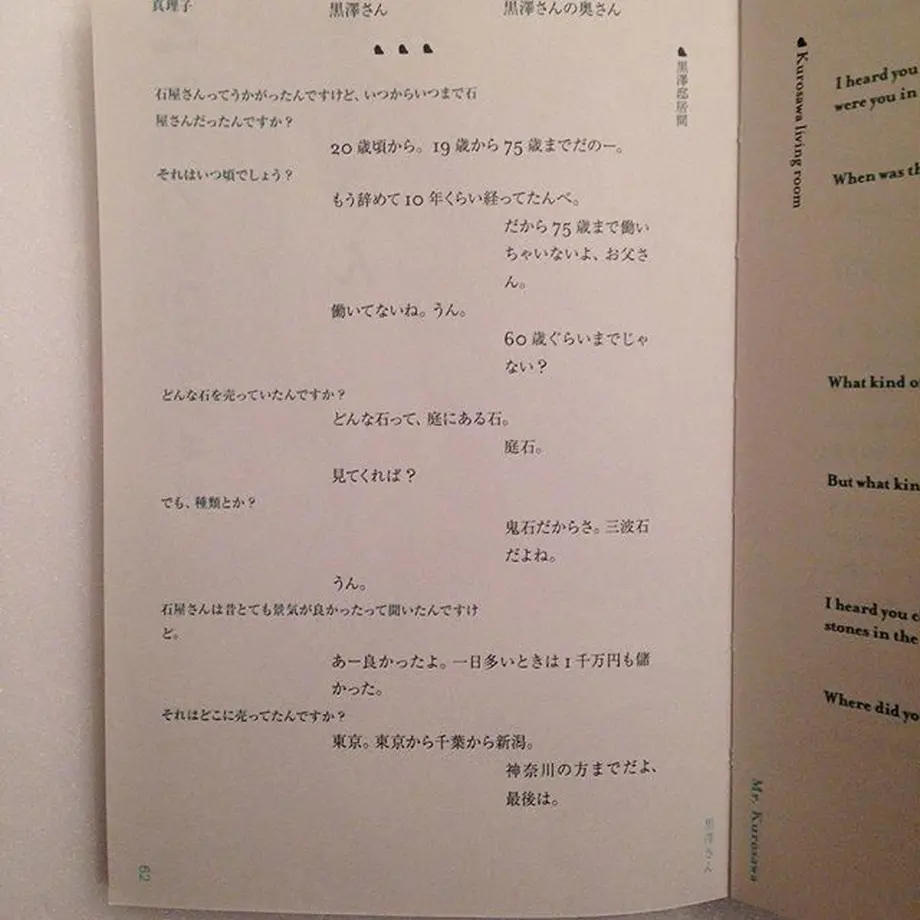 真理子
黒澤さん
黒澤さんの奥さん
黒澤邸居間
石屋さんってうかがったんですけど、いつからいつまで石
屋さんだったんですか？
20歳頃から。19歳から75歳までだのー。
それはいつ頃でしょう？
もう辞めて10年くらい経ってたんべ。
だから75歳まで働い
ちゃいないよ、お父さ
ん。
働いてないね。うん。
60歳ぐらいまでじゃ
ない？
どんな石を売っていたんですか？
どんな石って、庭にある石。
庭石。
見てくれば？
でも、種類とか？
鬼石だからさ。三波石
だよね。
うん。
石屋さんは昔とても景気が良かったって聞いたんですけ
ど。
あー良かったよ。一日多いときは1千万円も儲
かった。
それはどこに売ってたんですか？
東京。東京から千葉から新潟。
神奈川の方までだよ、
最後は。
黒澤さん
62
Kurosawa living room
I heard you
were you in
When was th
What kind o
But what kin
I heard you
stones in the
Where did yo
Mr. Kurosawa